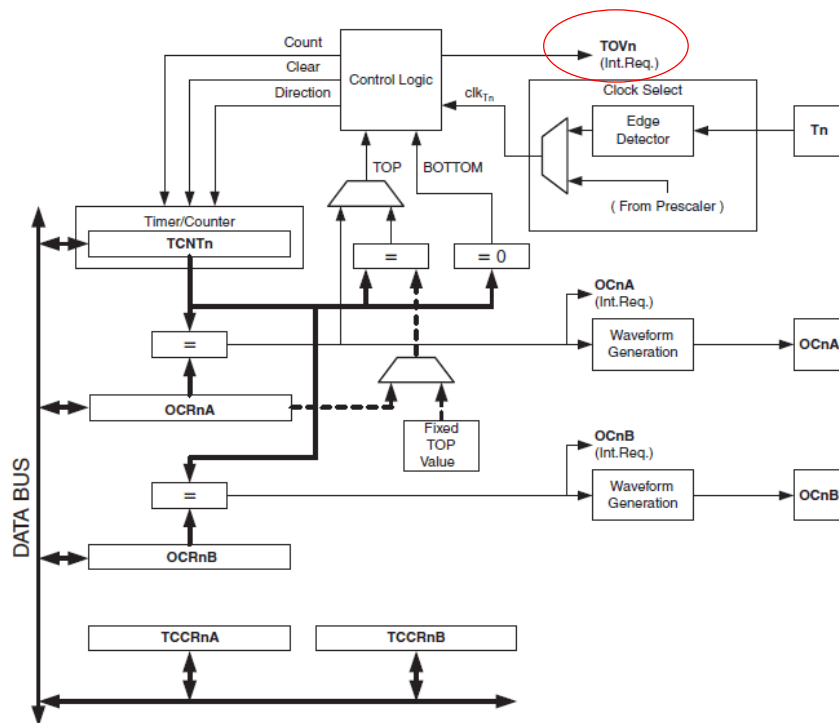 Count
Clear
Direction
Control Logic
TOVn
(Int.Req.)
clkTn
Clock Select
Edge
Detector
Tn
( From Prescaler )
TOP
BOTTOM
Timer/Counter
TCNTn
=
= 0
=
OCRnA
Fixed
TOP
Value
OCnA
(Int.Req.)
Waveform
Generation
OCnA
=
OCRnB
OCnB
(Int.Req.)
Waveform
Generation
OCnB
DATA BUS
TCCRnA
TCCRnB